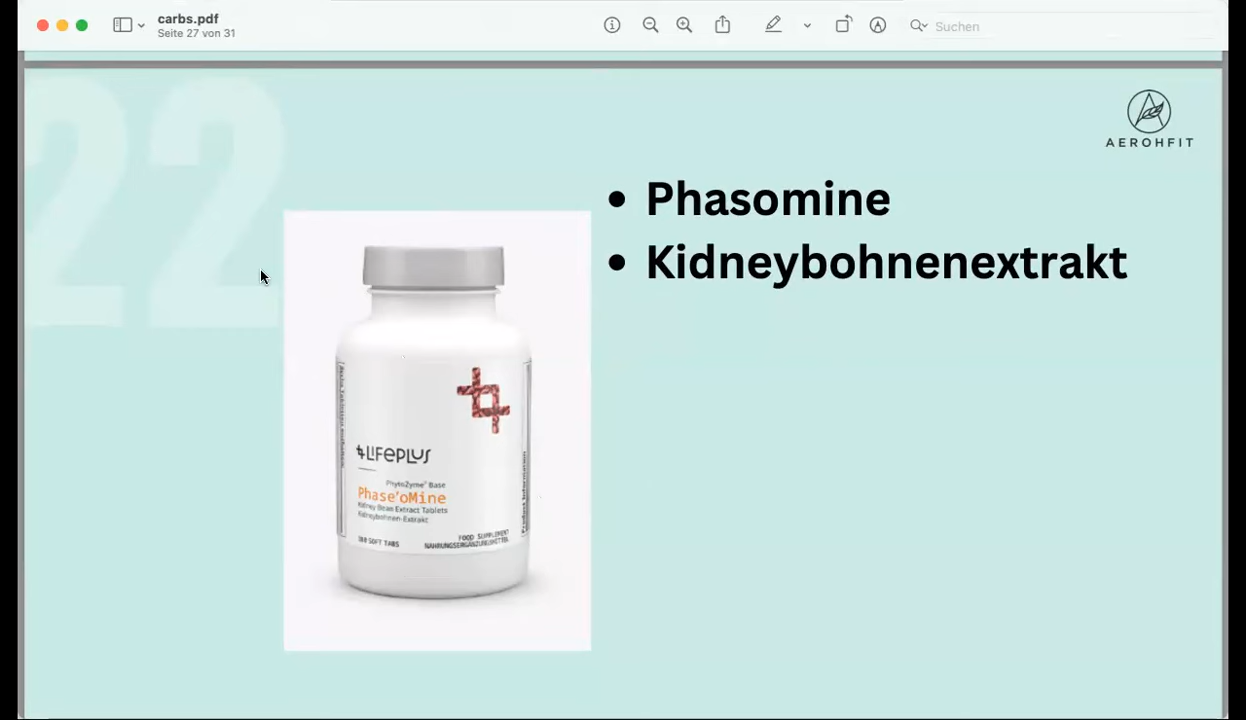 carbs.pdf
Seite 27 von 31
Suchen
22
AEROHFIT
• Phasomine
• Kidneybohnenextrakt
LIFEPLUS
PhytoZyme® Base
Phase'oMine
Kidney Bean Extract Tablets
Kidneybohnen-Extrakt
SOFT TABS
FOOD SUPPLEMENT
NAHRUNGSERGÄNZUNGSMITTEL
Product Information